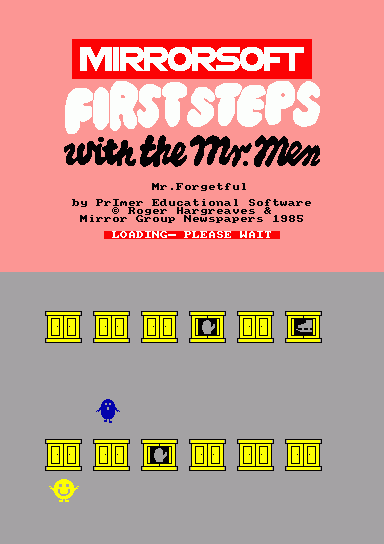 MIRRORSOFT
FIRST STEPS
with the Mr. Men
Mr.Forgetful
by PrImer Educational Software
© Roger Hargreaves &
Mirror Group Newspapers 1985
LOADING— PLEASE WAIT